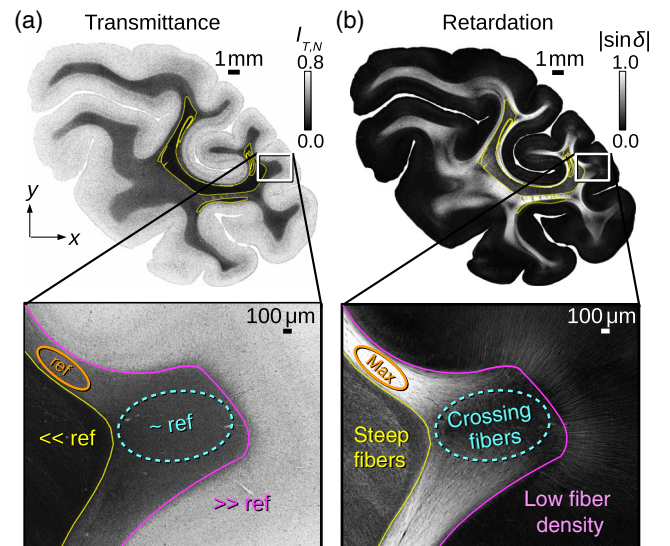 (a) Transmittance
I_T,N
1mm
0.8
0.0
y
x
100 μm
ref
~ ref
<< ref
>> ref
(b) Retardation
|sinδ|
1mm
1.0
0.0
100 μm
Max
Crossing
fibers
Steep
fibers
Low fiber
density